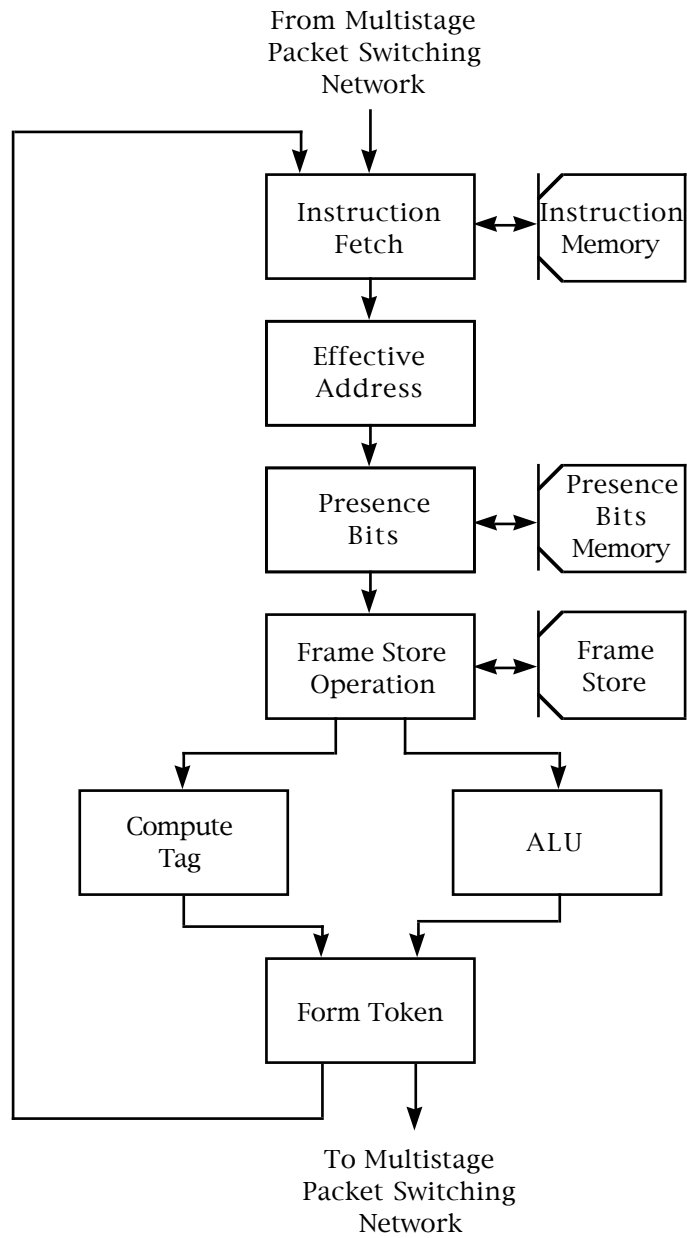 From Multistage
Packet Switching
Network
Instruction
Fetch
Instruction
Memory
Effective
Address
Presence
Bits
Presence
Bits
Memory
Frame Store
Operation
Frame
Store
Compute
Tag
ALU
Form Token
To Multistage
Packet Switching
Network